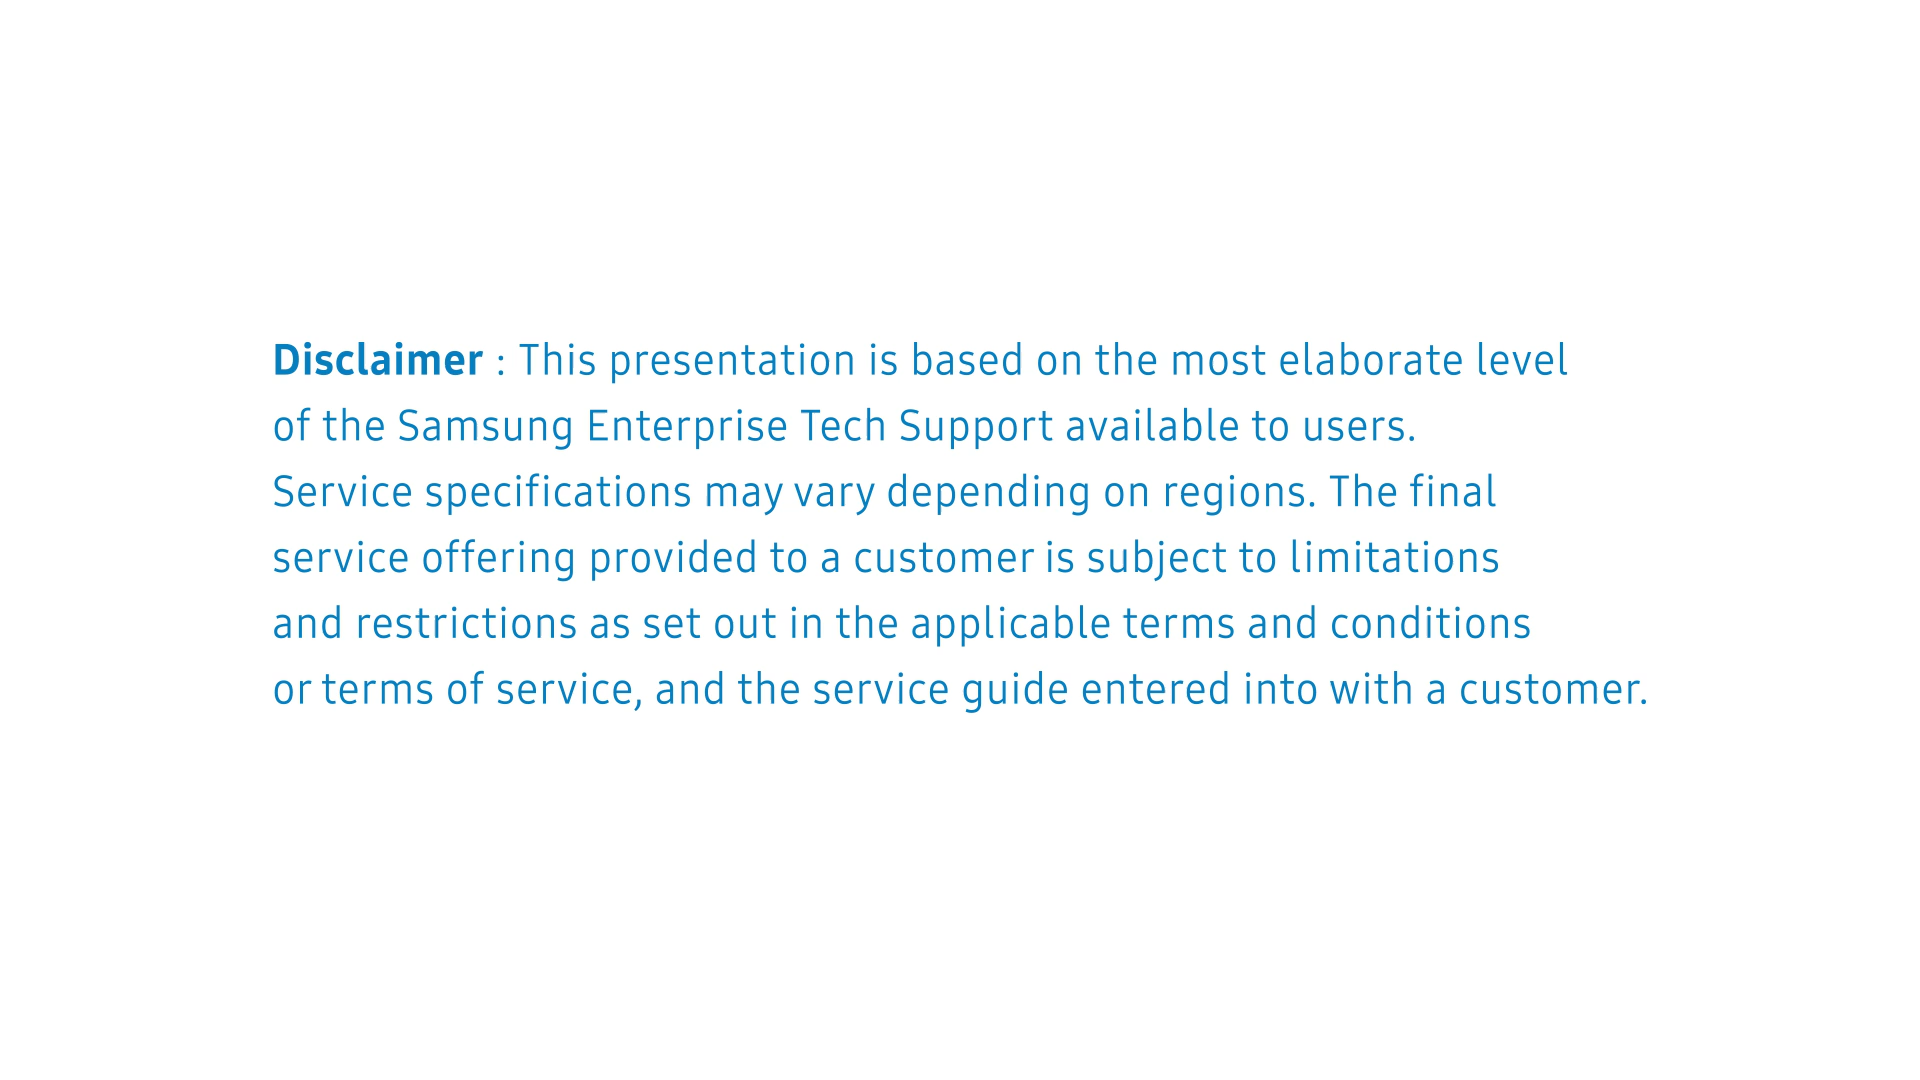 Disclaimer : This presentation is based on the most elaborate level
of the Samsung Enterprise Tech Support available to users.
Service specifications may vary depending on regions. The final
service offering provided to a customer is subject to limitations
and restrictions as set out in the applicable terms and conditions
or terms of service, and the service guide entered into with a customer.